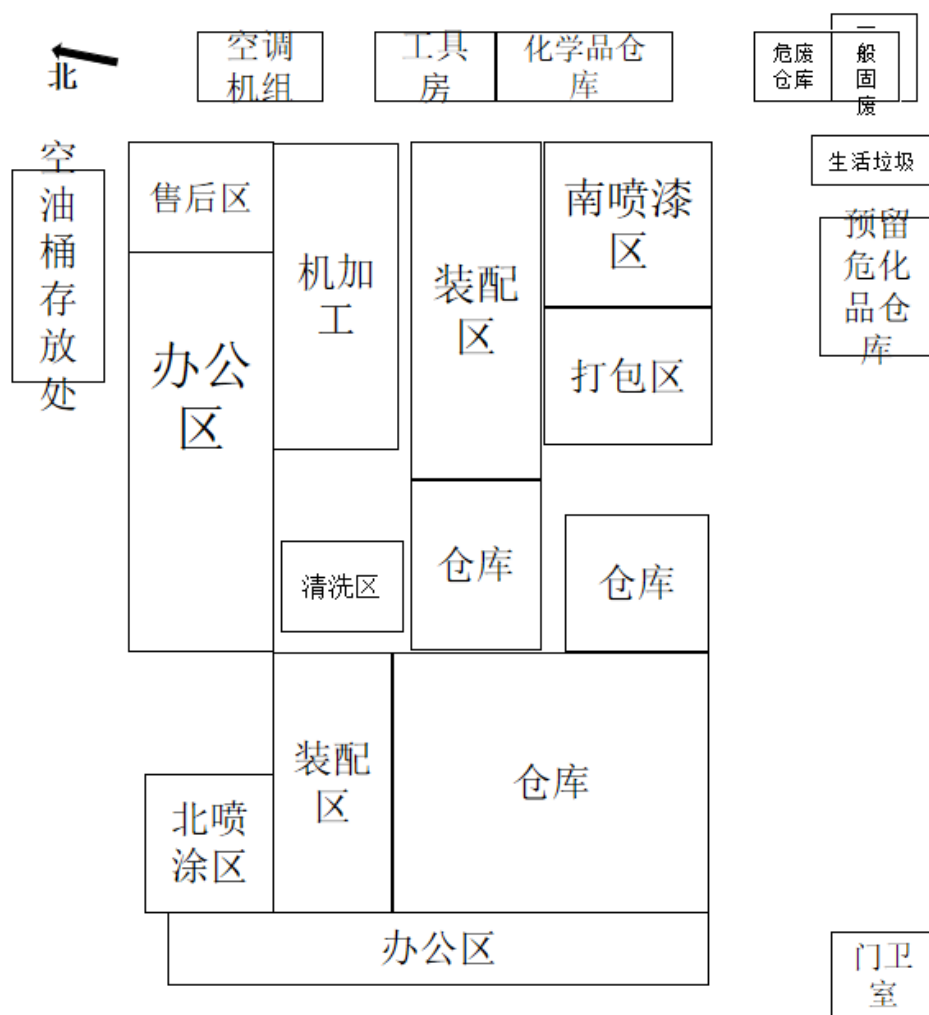 北
空调
机组
工具
房
化学品仓
库
危废
仓库
一
般
固
废
空
油
桶
存
放
处
售后区
机加
工
装配
区
南喷漆
区
生活垃圾
预留
危化
品仓
库
办公
区
打包区
清洗区
仓库
仓库
装配
区
仓库
北喷
涂区
办公区
门卫
室